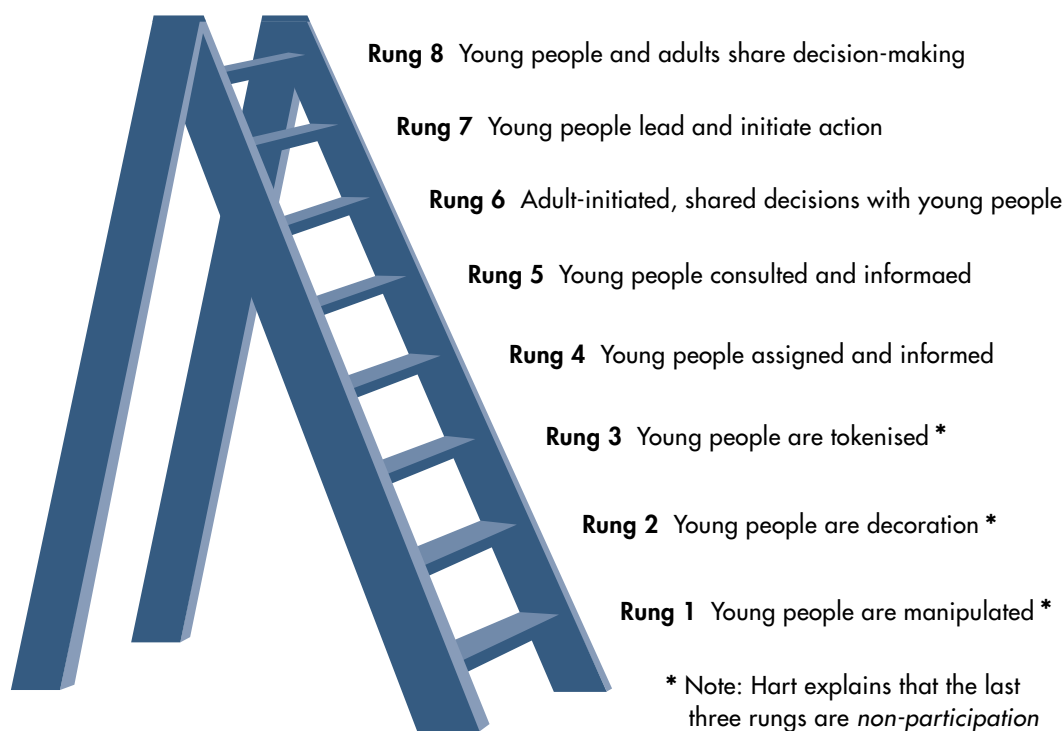 Rung 8 Young people and adults share decision-making
Rung 7 Young people lead and initiate action
Rung 6 Adult-initiated, shared decisions with young people
Rung 5 Young people consulted and informaed
Rung 4 Young people assigned and informed
Rung 3 Young people are tokenised *
Rung 2 Young people are decoration *
Rung 1 Young people are manipulated *
* Note: Hart explains that the last
three rungs are non-participation